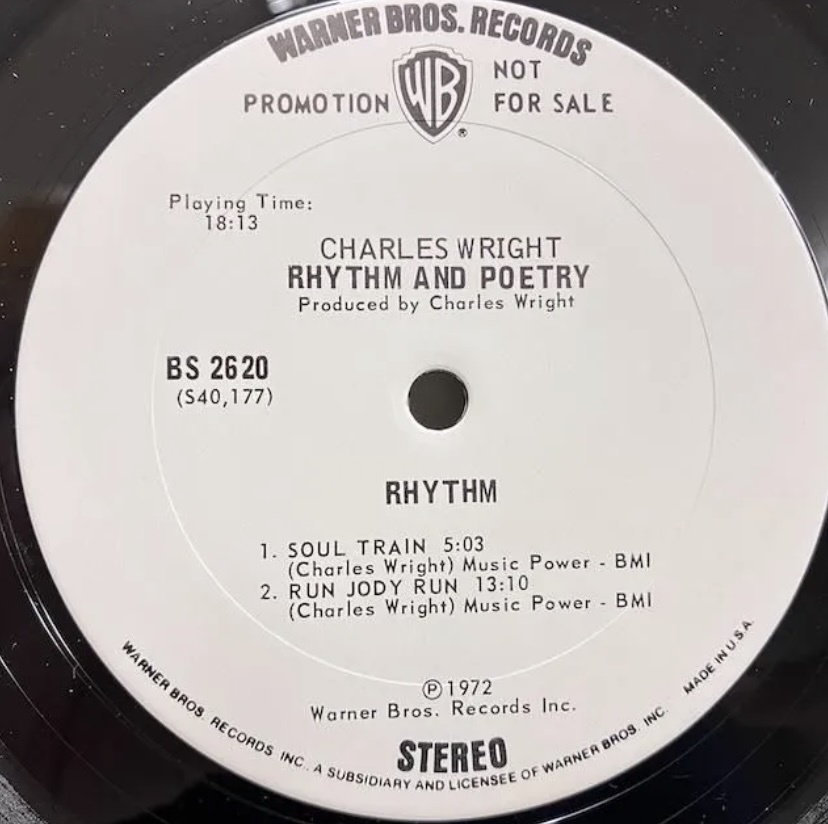 WARNER BROS. RECORDS
PROMOTION WB ® NOT
FOR SALE
Playing Time:
18:13
CHARLES WRIGHT
RHYTHM AND POETRY
Produced by Charles Wright
BS 2620
(S40,177)
RHYTHM
1. SOUL TRAIN 5:03
(Charles Wright) Music Power - BMI
2. RUN JODY RUN 13:10
(Charles Wright) Music Power - BMI
℗ 1972
Warner Bros. Records Inc.
STEREO
WARNER BROS. RECORDS INC., A SUBSIDIARY AND LICENSEE OF WARNER BROS. INC. MADE IN U.S.A.